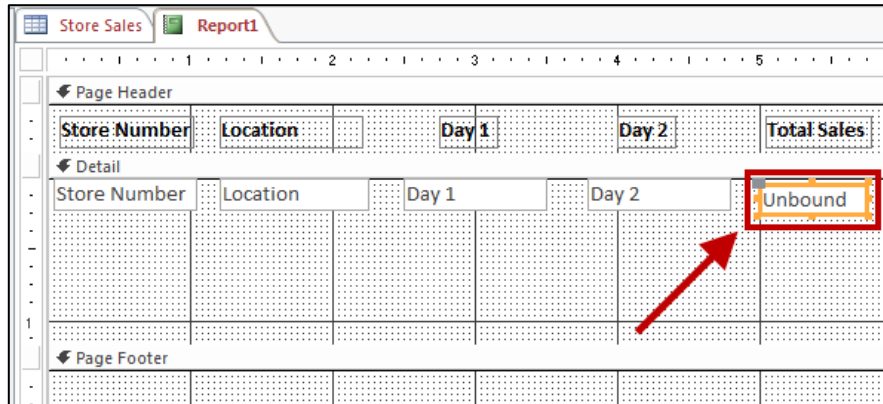 Store Sales Report1
1 2 3 4 5
Page Header
Store Number Location Day 1 Day 2 Total Sales
Detail
Store Number Location Day 1 Day 2 Unbound
1
Page Footer